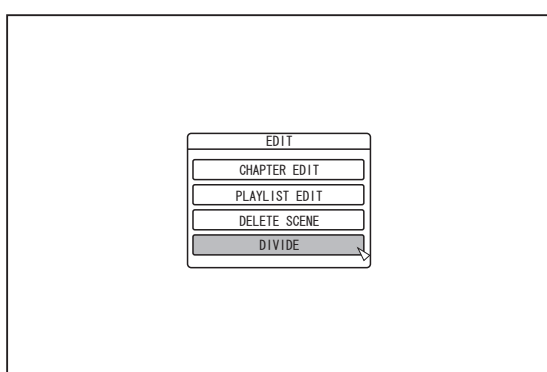 EDIT
CHAPTER EDIT
PLAYLIST EDIT
DELETE SCENE
DIVIDE